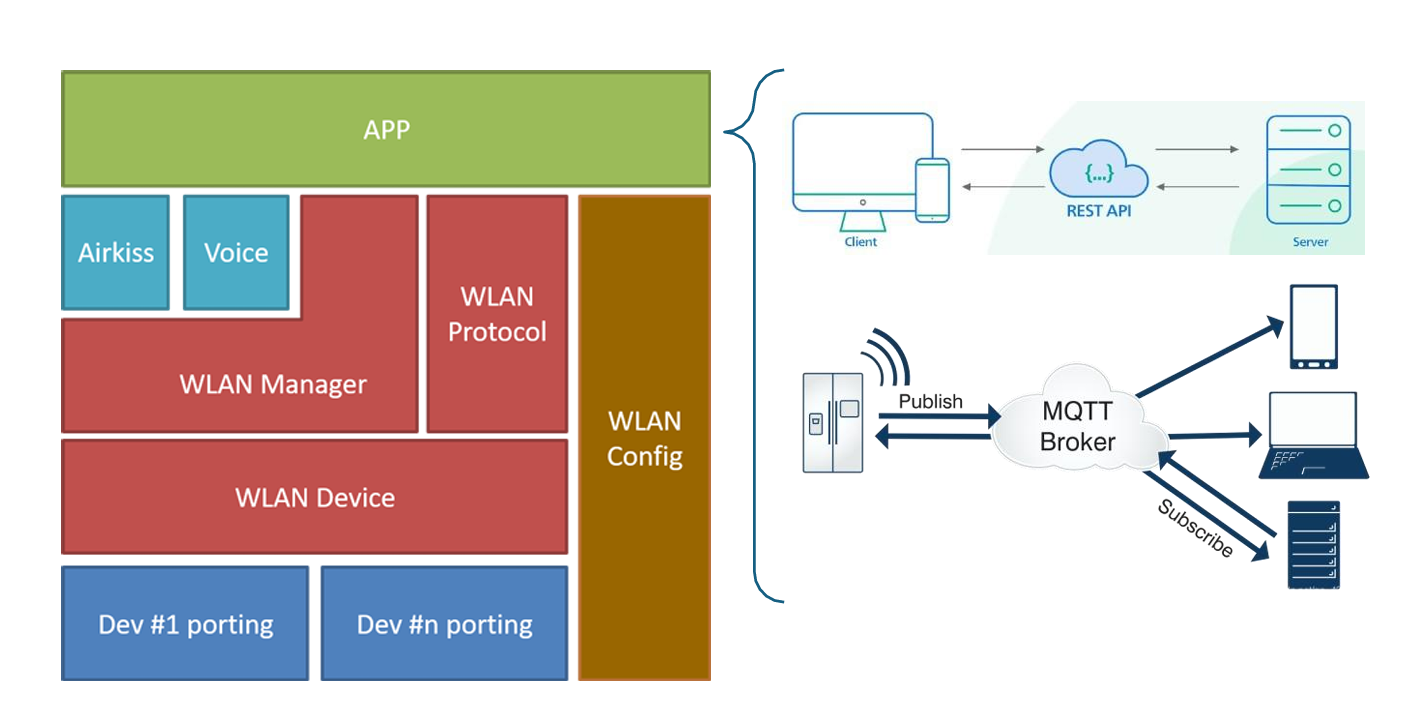 APP
Airkiss
Voice
WLAN
Protocol
WLAN Manager
WLAN
Config
WLAN Device
Dev #1 porting
Dev #n porting
{...}
REST API
Client
Server
Publish
MQTT
Broker
Subscribe